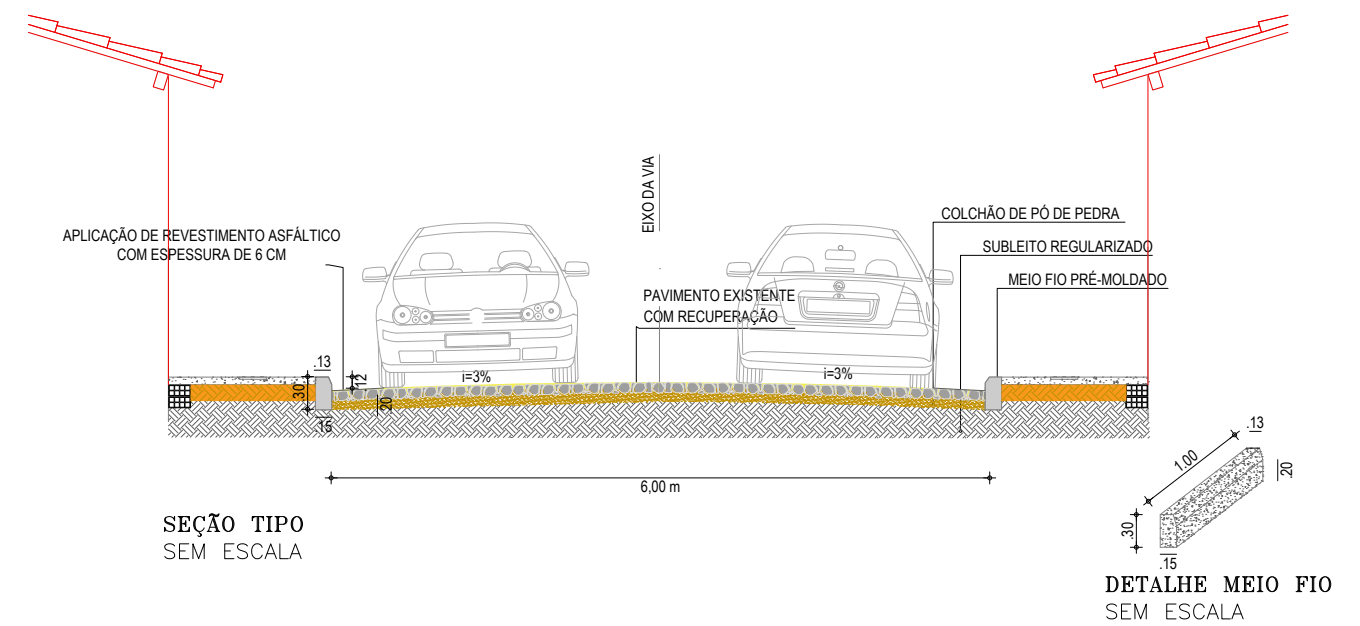 EIXO DA VIA
APLICAÇÃO DE REVESTIMENTO ASFÁLTICO
COM ESPESSURA DE 6 CM
COLCHÃO DE PÓ DE PEDRA
SUBLEITO REGULARIZADO
MEIO FIO PRÉ-MOLDADO
PAVIMENTO EXISTENTE
COM RECUPERAÇÃO
.13
.12
i=3%
i=3%
.30
.20
.15
6,00 m
SEÇÃO TIPO
SEM ESCALA
.13
1.00
.20
.30
.15
DETALHE MEIO FIO
SEM ESCALA